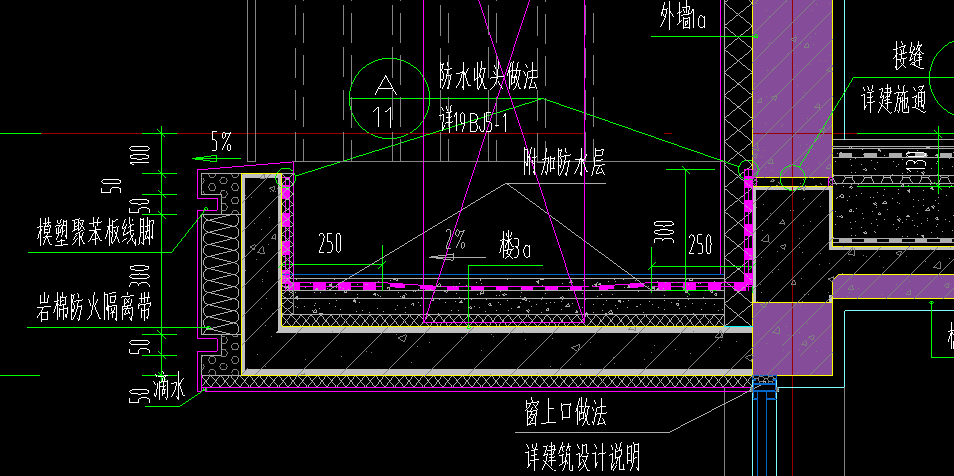 外墙1a
接缝
详建施通
A
11
防水收头做法
详19BJ5-1
5%
100
50
50
附加防水层
130
模塑聚苯板线脚
250
2%
楼3a
300
250
300
岩棉防火隔离带
50
50
滴水
窗上口做法
详建筑设计说明